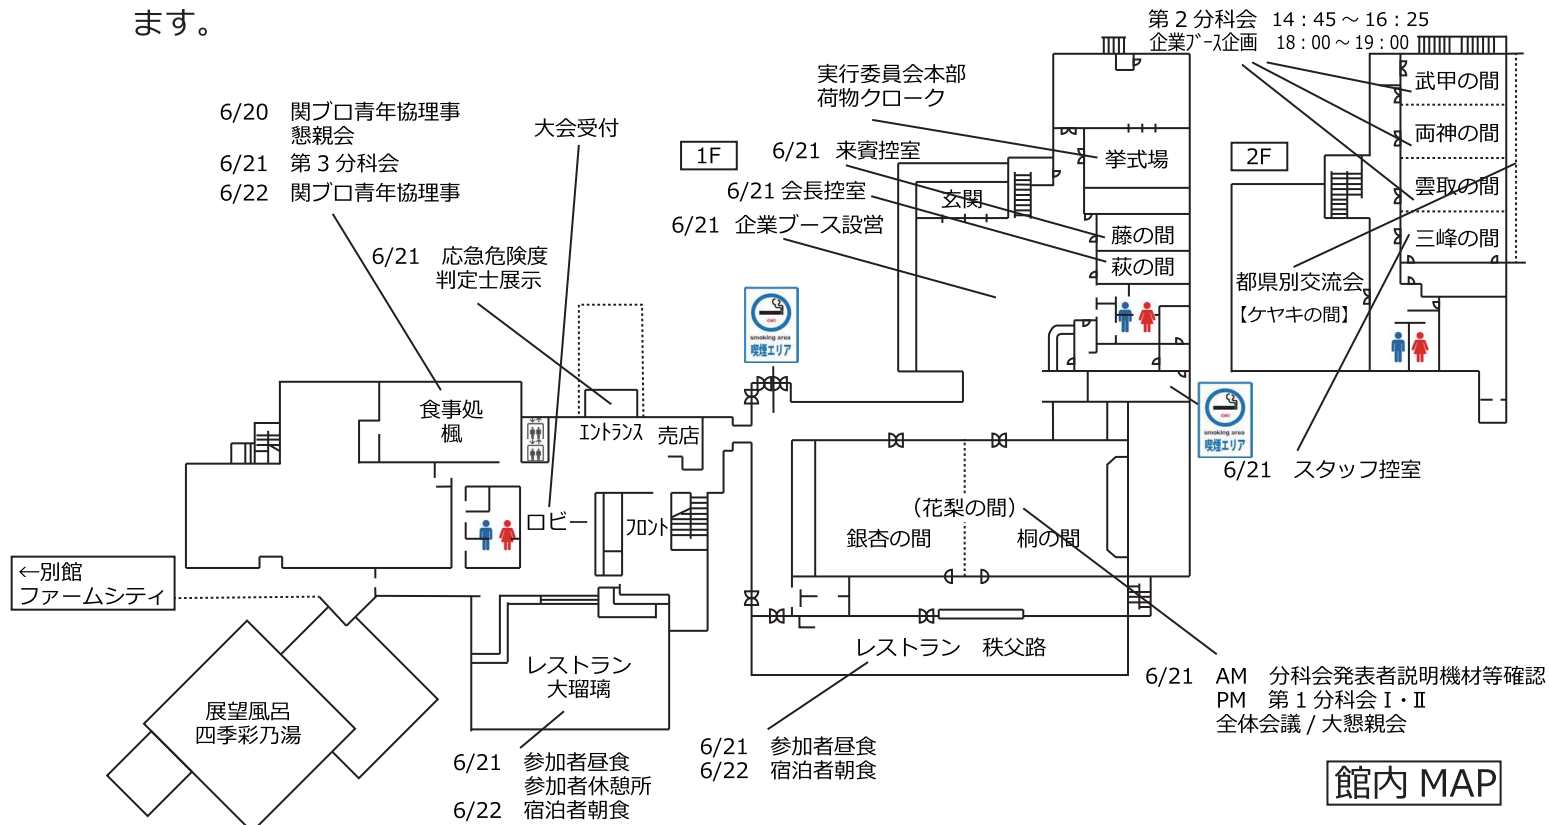 ます。
第２分科会 14：45～16：25
企業ﾌﾞｰｽ企画 18：00～19：00
武甲の間
両神の間
雲取の間
三峰の間
2F
都県別交流会
【ケヤキの間】
6/21 スタッフ控室
実行委員会本部
荷物クローク
挙式場
1F
6/21 来賓控室
6/21 会長控室
6/21 企業ブース設営
玄関
藤の間
萩の間
6/20 関ブロ青年協理事
懇親会
6/21 第３分科会
6/22 関ブロ青年協理事
大会受付
6/21 応急危険度
判定士展示
smoking area
喫煙エリア
smoking area
喫煙エリア
食事処
楓
ｴﾝﾄﾗﾝｽ
売店
ロビー
ﾌﾛﾝﾄ
（花梨の間）
銀杏の間
桐の間
←別館
ファームシティ
レストラン
大瑠璃
レストラン 秩父路
展望風呂
四季彩乃湯
6/21 参加者昼食
参加者休憩所
6/22 宿泊者朝食
6/21 参加者昼食
6/22 宿泊者朝食
6/21 AM 分科会発表者説明機材等確認
PM 第１分科会Ⅰ・Ⅱ
全体会議 / 大懇親会
館内 MAP